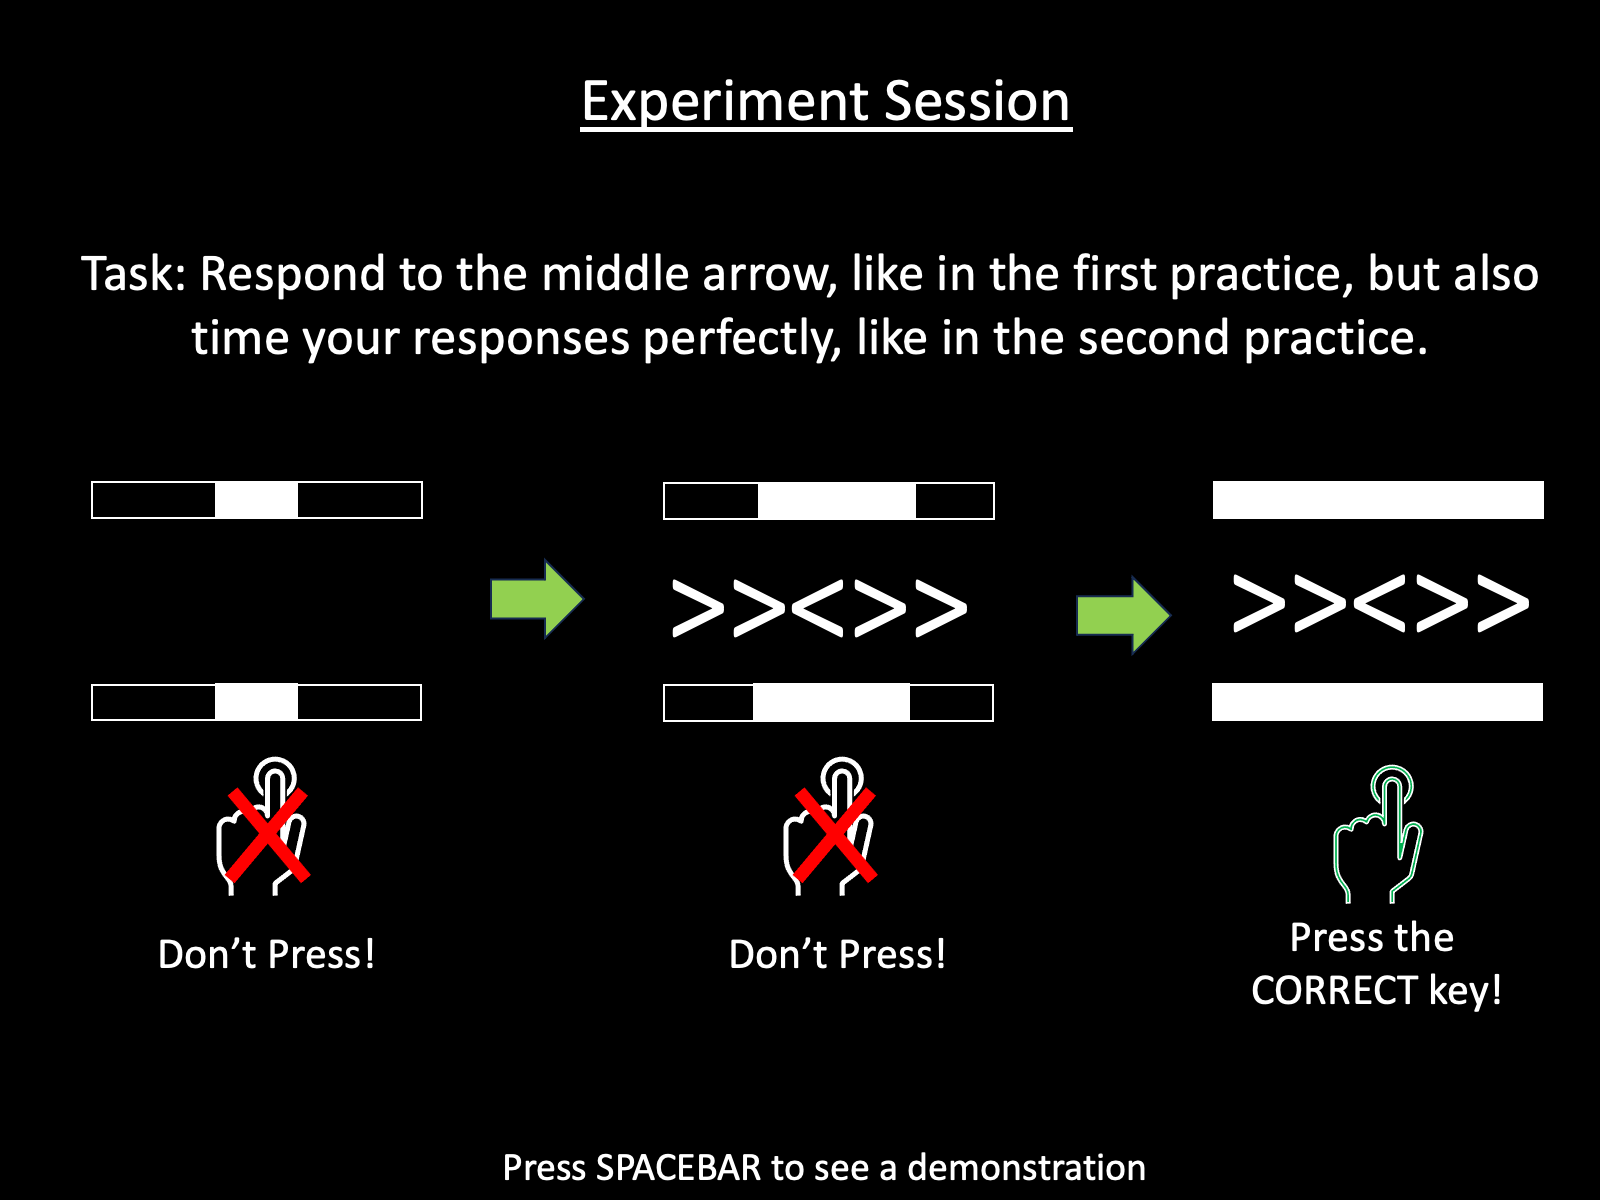 Experiment Session
Task: Respond to the middle arrow, like in the first practice, but also
time your responses perfectly, like in the second practice.
>><>>
>><>>
Don’t Press!
Don’t Press!
Press the
CORRECT key!
Press SPACEBAR to see a demonstration